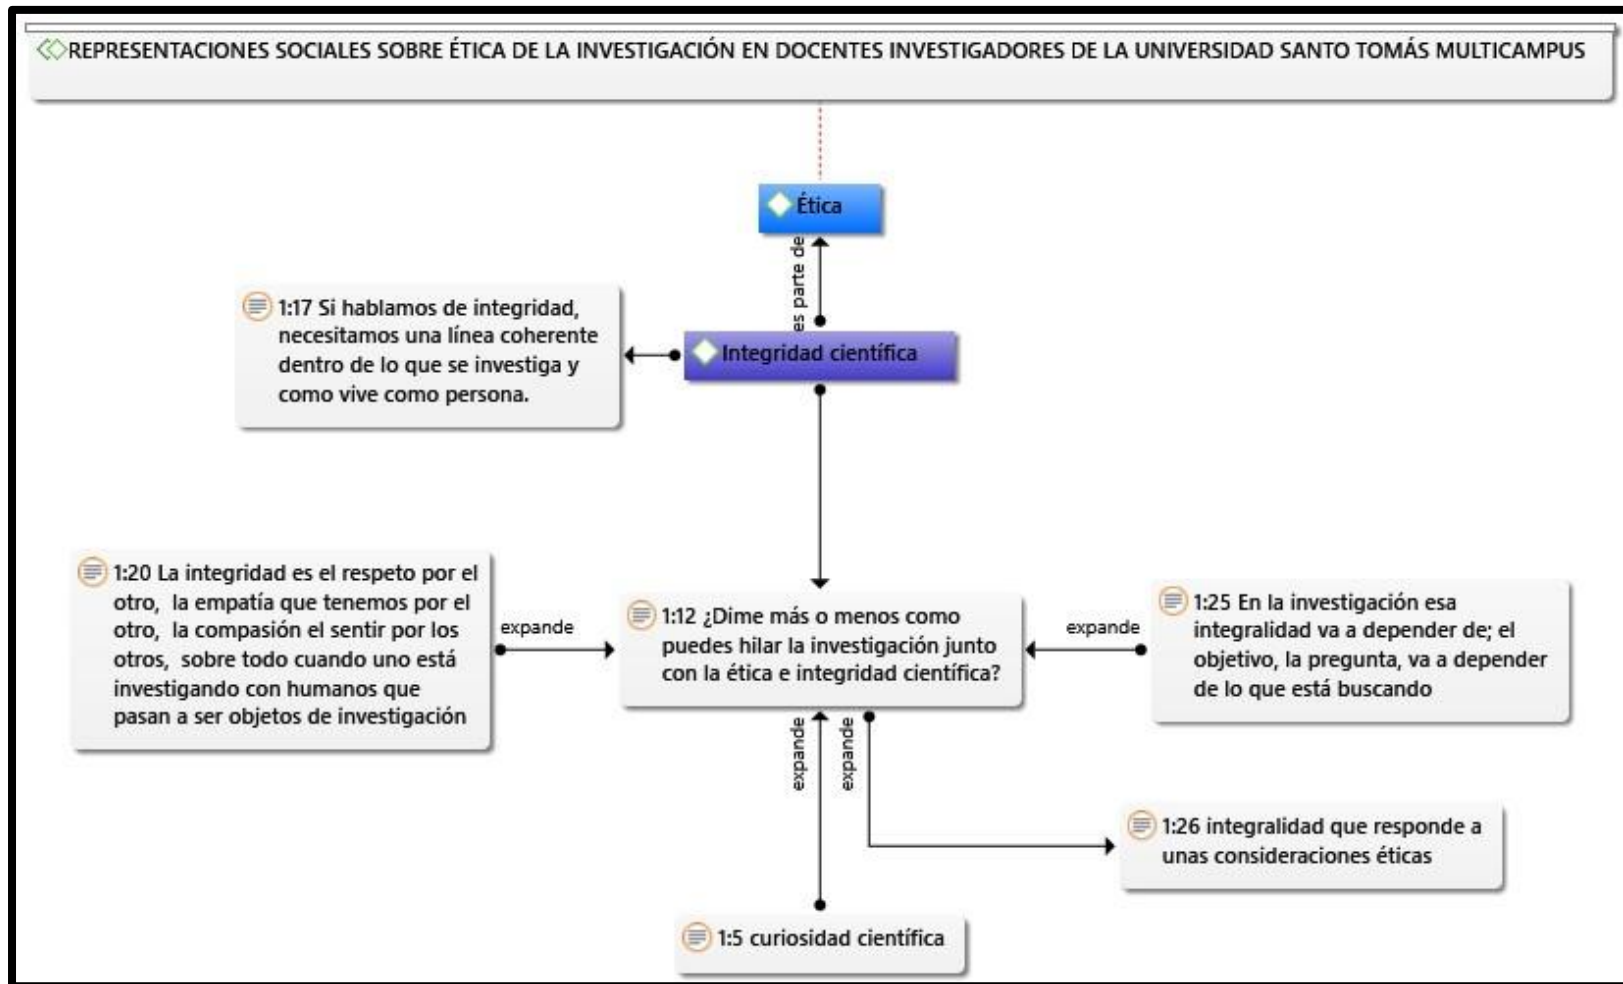 REPRESENTACIONES SOCIALES SOBRE ÉTICA DE LA INVESTIGACIÓN EN DOCENTES INVESTIGADORES DE LA UNIVERSIDAD SANTO TOMÁS MULTICAMPUS
Ética
es parte de
1:17 Si hablamos de integridad,
necesitamos una línea coherente
dentro de lo que se investiga y
como vive como persona.
Integridad científica
1:20 La integridad es el respeto por el
otro, la empatía que tenemos por el
otro, la compasión el sentir por los
otros, sobre todo cuando uno está
investigando con humanos que
pasan a ser objetos de investigación
expande
1:12 ¿Dime más o menos como
puedes hilar la investigación junto
con la ética e integridad científica?
expande
1:25 En la investigación esa
integralidad va a depender de; el
objetivo, la pregunta, va a depender
de lo que está buscando
expande
expande
1:26 integralidad que responde a
unas consideraciones éticas
1:5 curiosidad científica